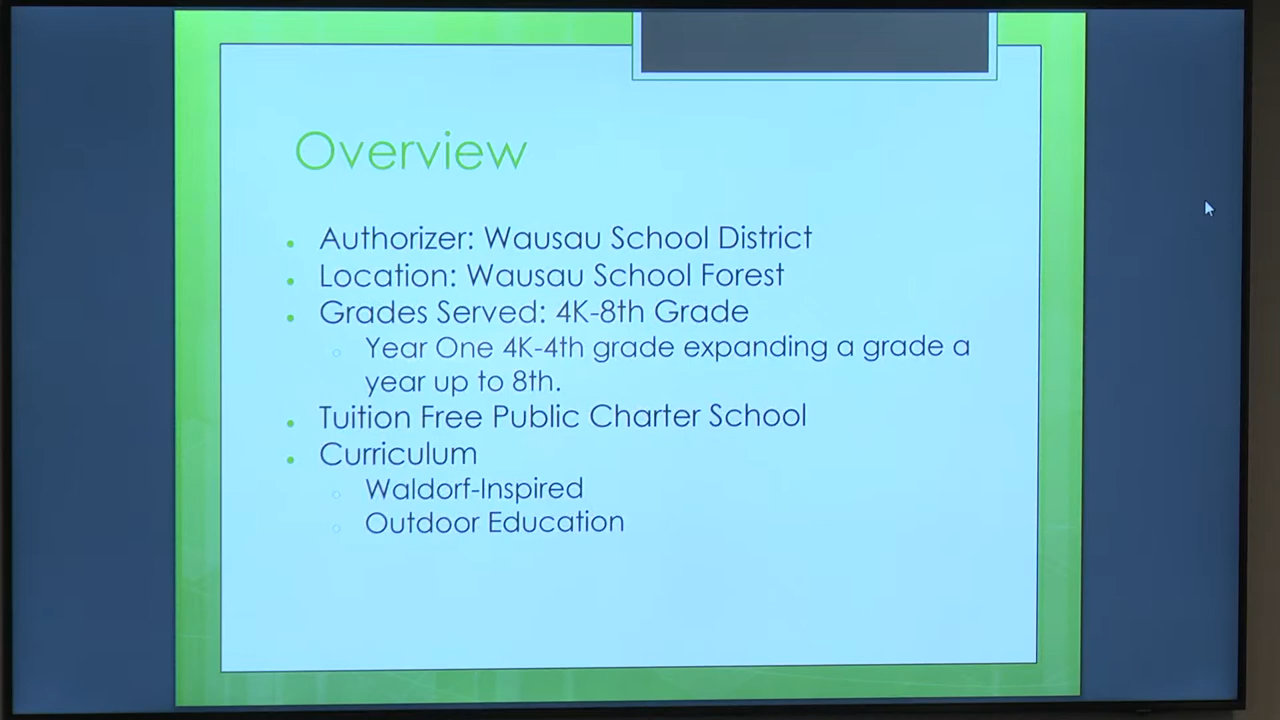 Overview
Authorizer: Wausau School District
Location: Wausau School Forest
Grades Served: 4K-8th Grade
Year One 4K-4th grade expanding a grade a
year up to 8th.
Tuition Free Public Charter School
Curriculum
Waldorf-Inspired
Outdoor Education